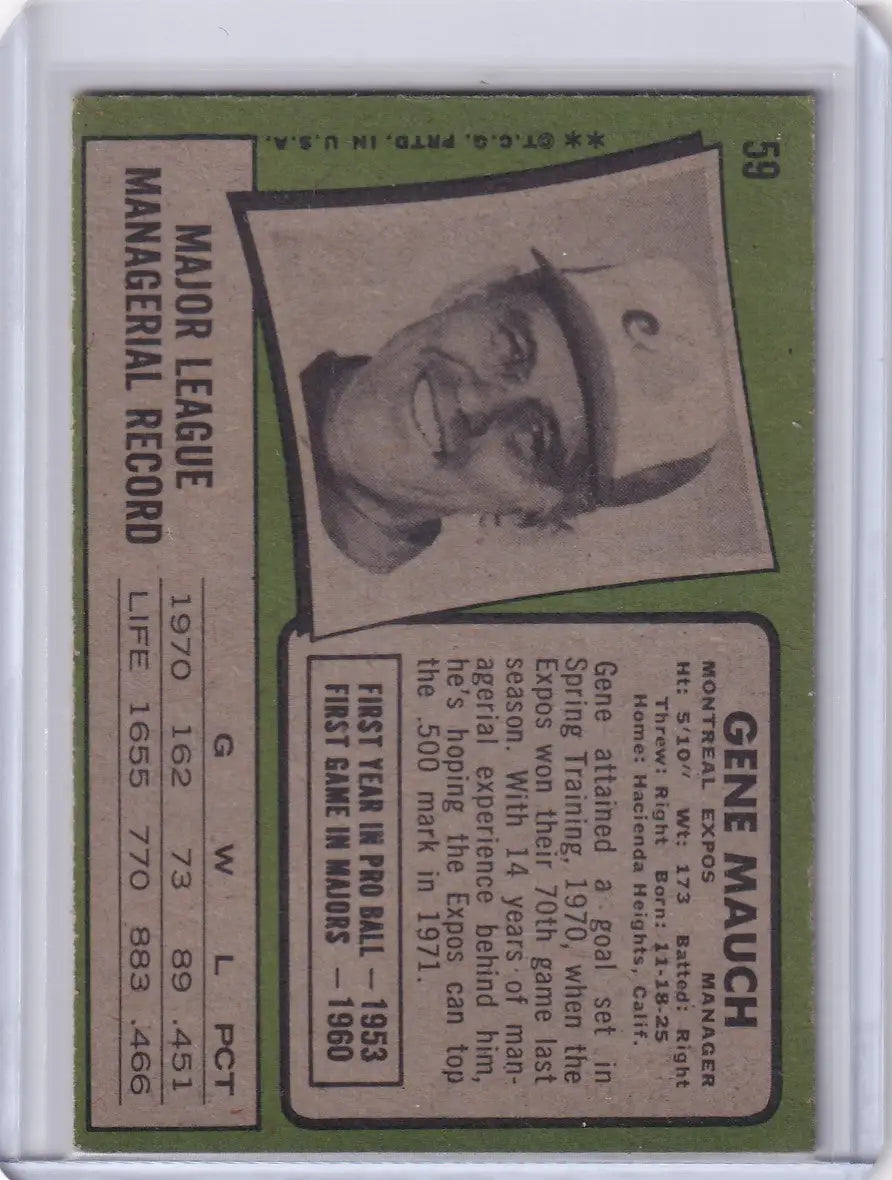 59
**©T.C.G. PRTD. IN U.S.A.
e
GENE MAUCH
MONTREAL EXPOS MANAGER
Ht: 5'10" Wt: 173 Batted: Right
Threw: Right Born: 11-18-25
Home: Hacienda Heights, Calif.
Gene attained a goal set in
Spring Training, 1970, when the
Expos won their 70th game last
season. With 14 years of man-
agerial experience behind him,
he's hoping the Expos can top
the .500 mark in 1971.
FIRST YEAR IN PRO BALL — 1953
FIRST GAME IN MAJORS — 1960
MAJOR LEAGUE
MANAGERIAL RECORD
G W L PCT
1970 162 73 89 .451
LIFE 1655 770 883 .466